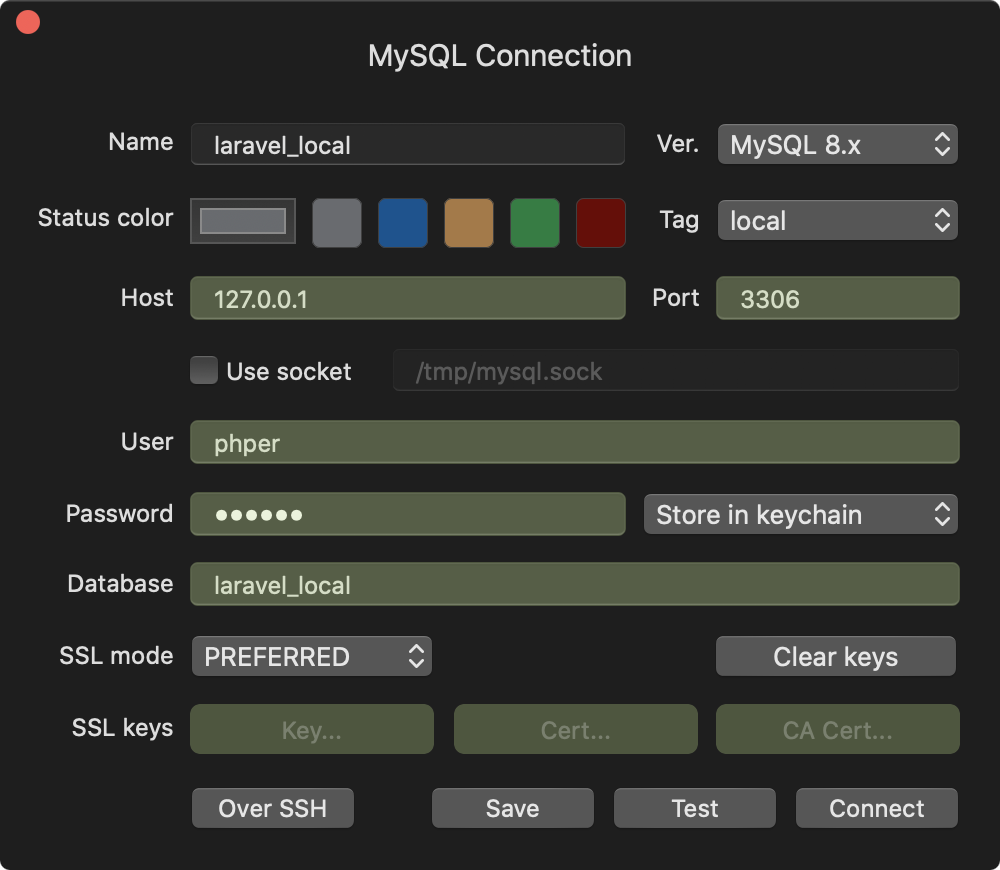 MySQL Connection
Name laravel_local Ver. MySQL 8.x
Status color Tag local
Host 127.0.0.1 Port 3306
Use socket /tmp/mysql.sock
User phper
Password •••••• Store in keychain
Database laravel_local
SSL mode PREFERRED Clear keys
SSL keys Key... Cert... CA Cert...
Over SSH Save Test Connect